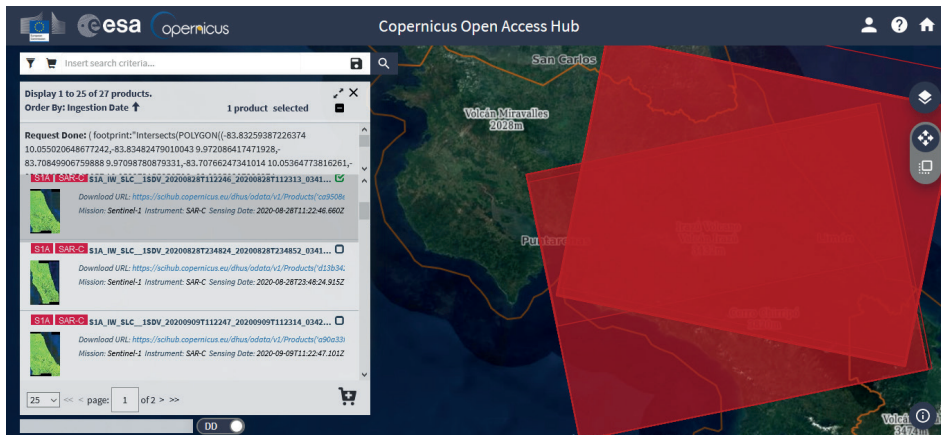 esa
opernicus
Copernicus Open Access Hub
Insert search criteria...
Display 1 to 25 of 27 products.
Order By: Ingestion Date
1 product selected
Request Done: ( footprint:"Intersects(POLYGON((-83.83259387226374
10.055020648677242,-83.83482479010043 9.972086417471928,-
83.70849906759888 9.97098780879331,-83.70766247341014 10.05364773816261,-
S1A SAR-C S1A_IW_SLC__1SDV_20200828T112246_20200828T112313_0341...
Download URL: https://scihub.copernicus.eu/dhus/odata/v1/Products('ca9508e
Mission: Sentinel-1 Instrument: SAR-C Sensing Date: 2020-08-28T11:22:46.660Z
S1A SAR-C S1A_IW_SLC__1SDV_20200828T234824_20200828T234852_0341...
Download URL: https://scihub.copernicus.eu/dhus/odata/v1/Products('d13b34
Mission: Sentinel-1 Instrument: SAR-C Sensing Date: 2020-08-28T23:48:24.915Z
S1A SAR-C S1A_IW_SLC__1SDV_20200909T112247_20200909T112314_0342...
Download URL: https://scihub.copernicus.eu/dhus/odata/v1/Products('a90a33
Mission: Sentinel-1 Instrument: SAR-C Sensing Date: 2020-09-09T11:22:47.101Z
25 << < page: 1 of 2 > >>
DD
San Carlos
Volcán Miravalles
2028m